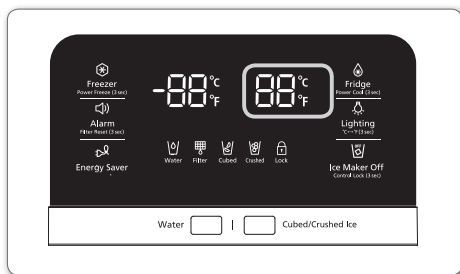 Freezer
Power Freeze (3 sec)
Alarm
Filter Reset (3 sec)
Energy Saver
-88 °C °F
88 °C °F
Fridge
Power Cool (3 sec)
Lighting
°C↔°F (3 sec)
OFF
Ice Maker Off
Control Lock (3 sec)
Water Filter Cubed Crushed Lock
Water Cubed/Crushed Ice